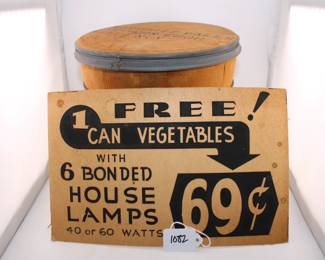 FREE!
1 CAN VEGETABLES
WITH
6 BONDED
HOUSE
LAMPS
40 or 60 WATTS
69¢
1082